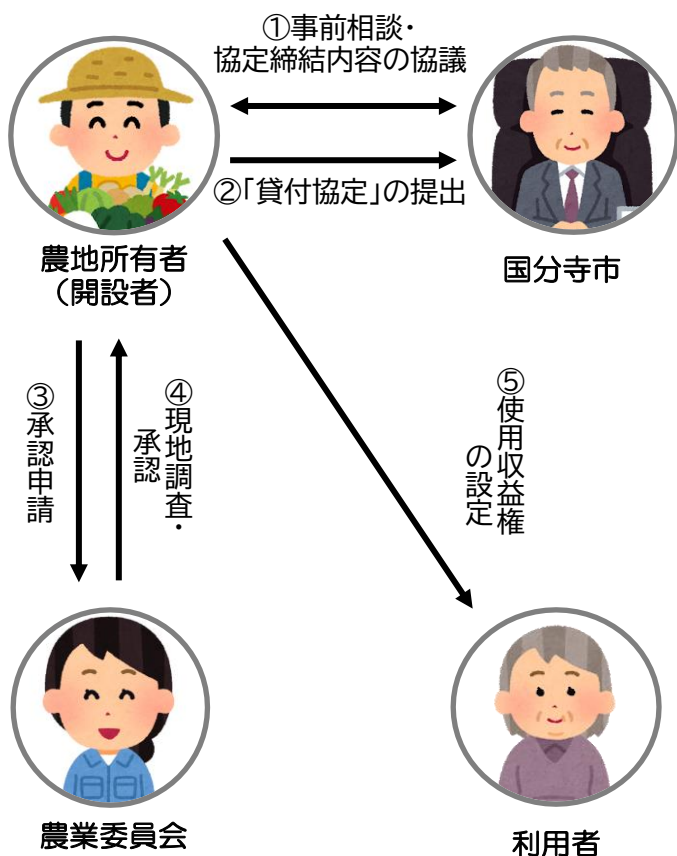 ①事前相談・
協定締結内容の協議
②「貸付協定」の提出
農地所有者
（開設者）
国分寺市
③承認申請
④現地調査・
承認
⑤使用収益権
の設定
農業委員会
利用者